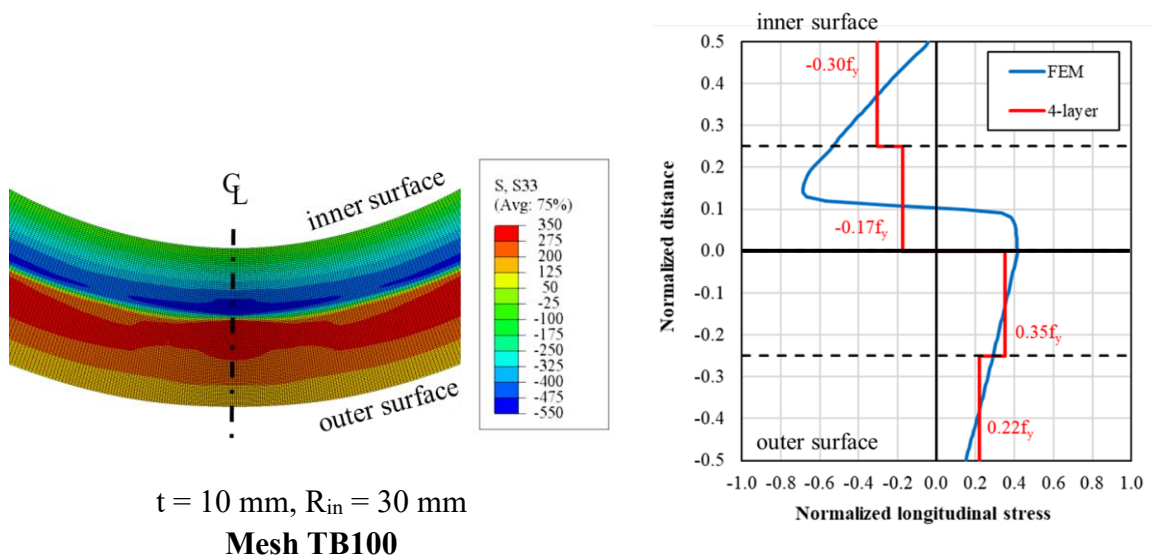 ℄
inner surface
outer surface
S, S33
(Avg: 75%)
350
275
200
125
50
-25
-100
-175
-250
-325
-400
-475
-550
t = 10 mm, Rin = 30 mm
Mesh TB100
inner surface
0.5
0.4
0.3
0.2
0.1
0.0
-0.1
-0.2
-0.3
-0.4
-0.5
Normalized distance
-0.30fy
-0.17fy
0.35fy
0.22fy
FEM
4-layer
outer surface
-1.0 -0.8 -0.6 -0.4 -0.2 0.0 0.2 0.4 0.6 0.8 1.0
Normalized longitudinal stress